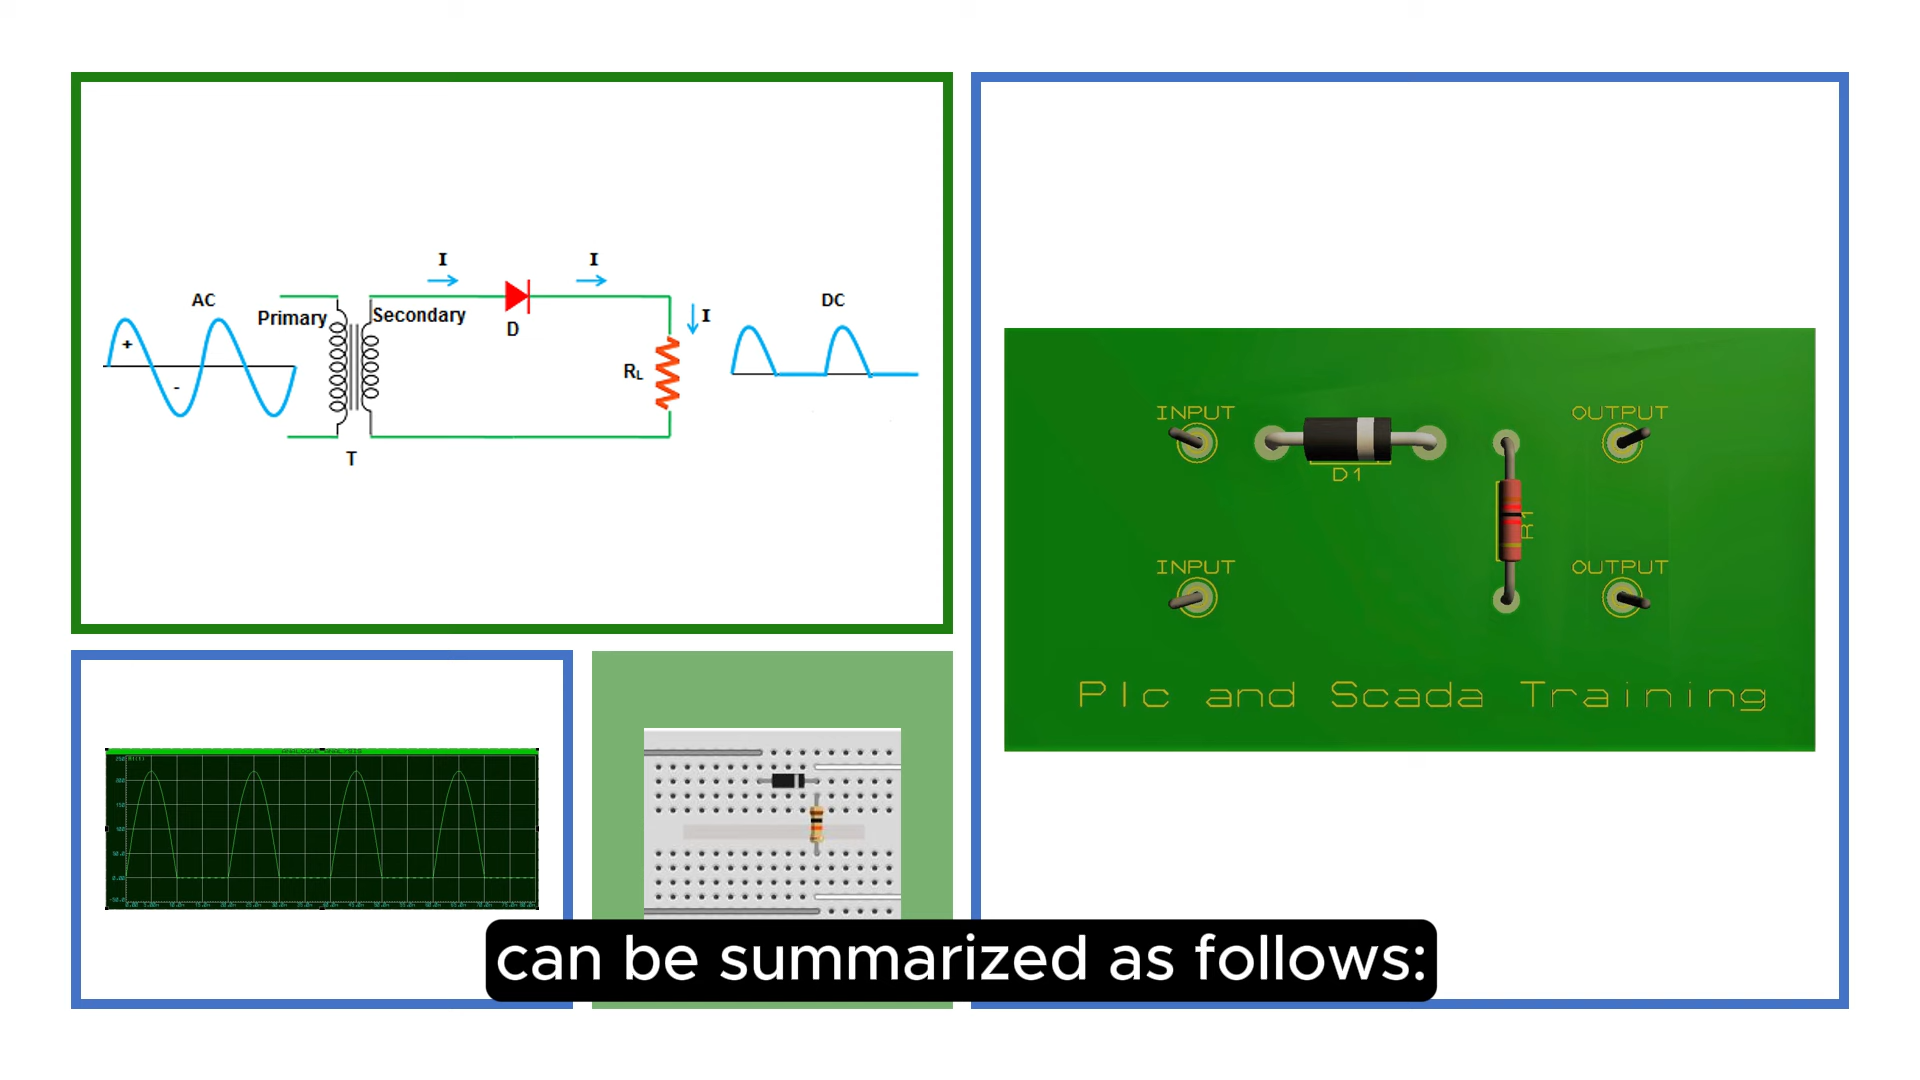 I I
AC DC
Primary Secondary I
+ D
RL
-
T
INPUT OUTPUT
D1
R1
INPUT OUTPUT
Plc and Scada Training
can be summarized as follows: